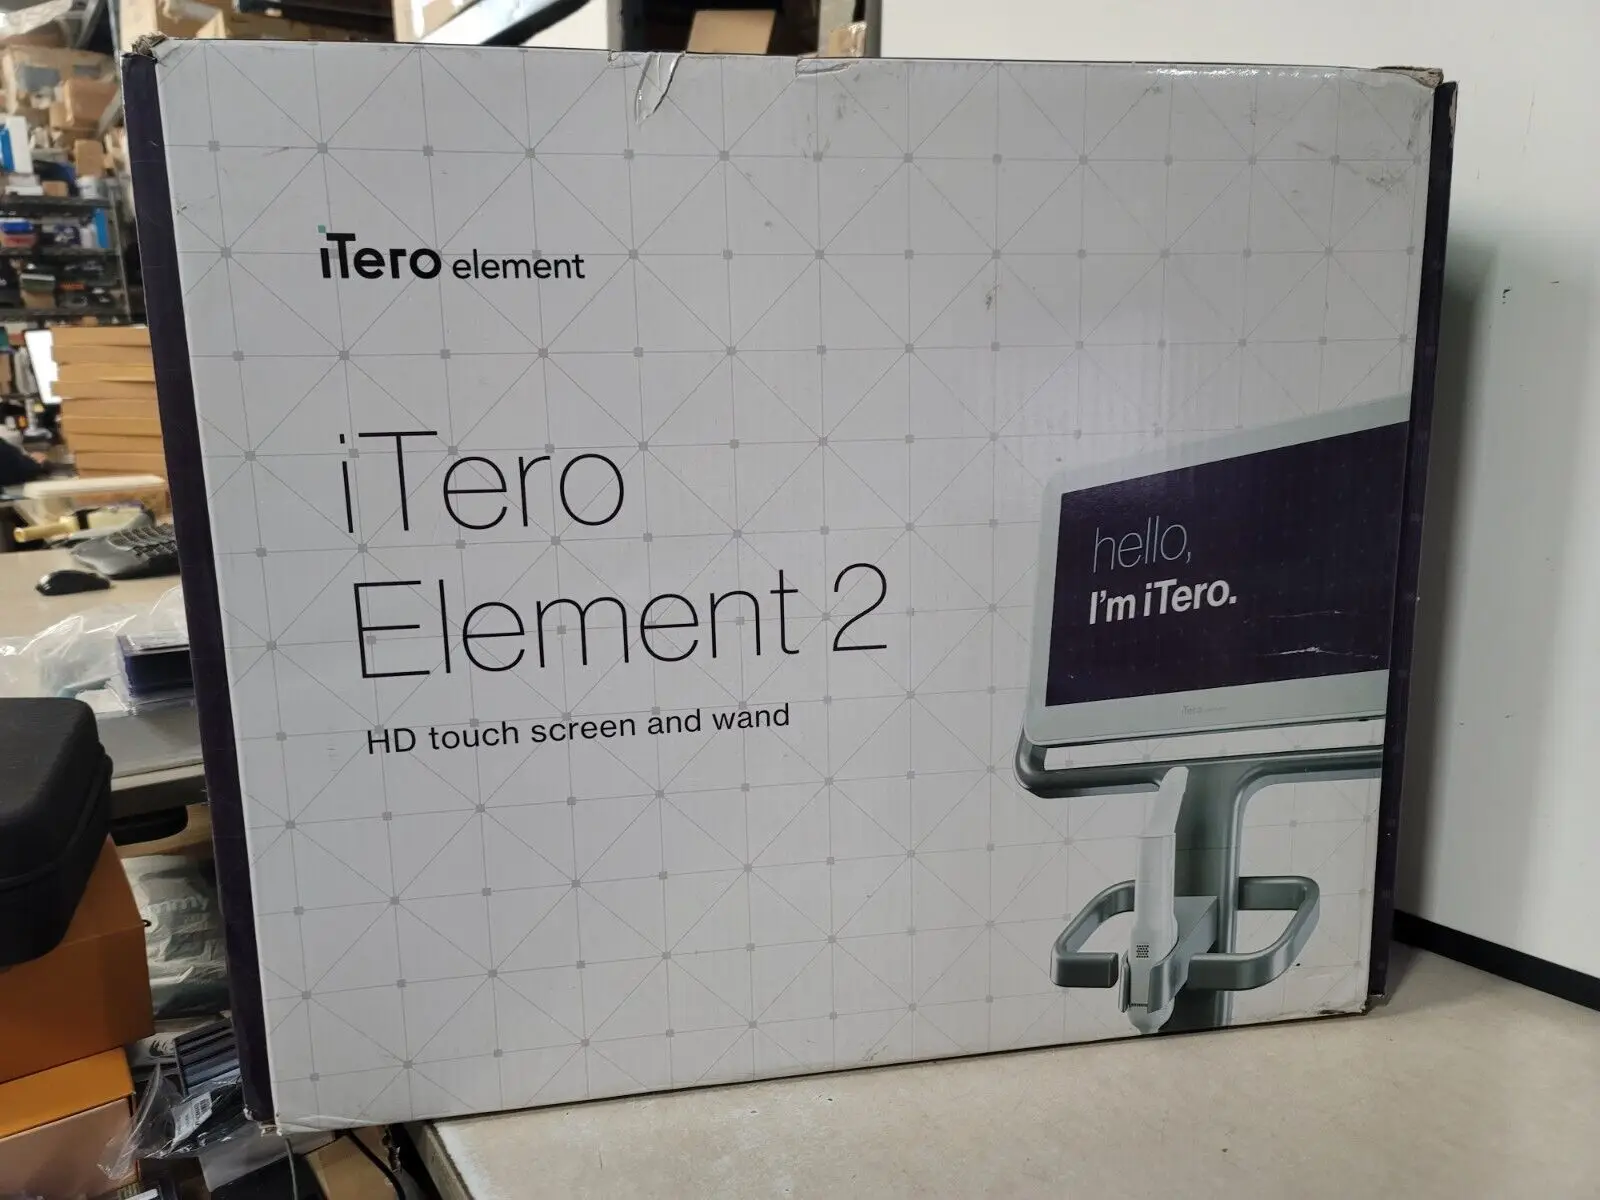 iTero element
iTero
Element 2
HD touch screen and wand
hello,
I'm iTero.